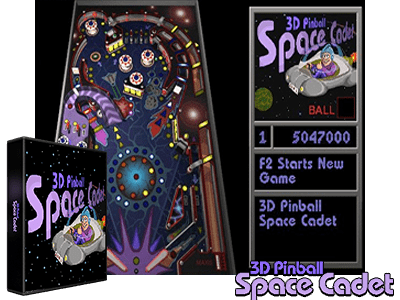 3D Pinball
Space Cadet
BALL
1 5047000
F2 Starts New
Game
3D Pinball
Space Cadet
3D Pinball
Space Cadet
3D Pinball
Space Cadet